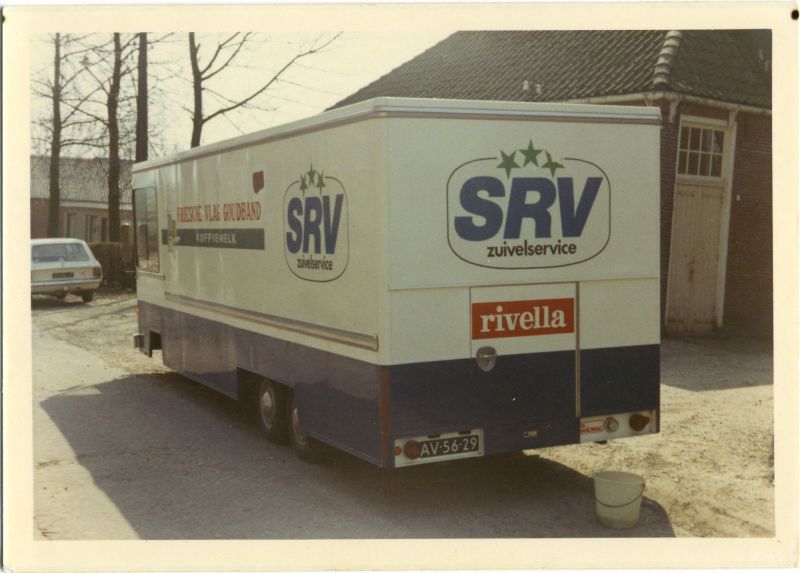 FRIESCHE VLAG GOUDBAND
KOFFIEMELK
SRV
zuivelservice
SRV
zuivelservice
rivella
AV-56-29